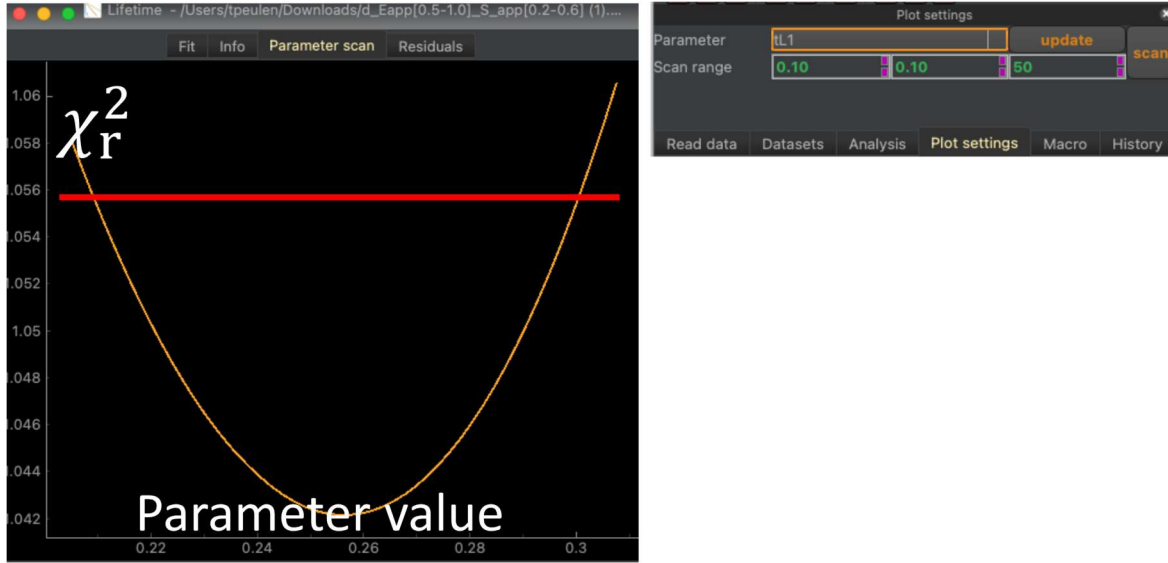 Lifetime - /Users/tpeulen/Downloads/d_Eapp[0.5-1.0]_S_app[0.2-0.6] (1)....
Fit Info Parameter scan Residuals
1.06
χ²r
1.058
1.056
1.054
1.052
1.05
1.048
1.046
1.044
1.042
Parameter value
0.22 0.24 0.26 0.28 0.3
Plot settings
Parameter tL1 update
scan
Scan range 0.10 0.10 50
Read data Datasets Analysis Plot settings Macro History